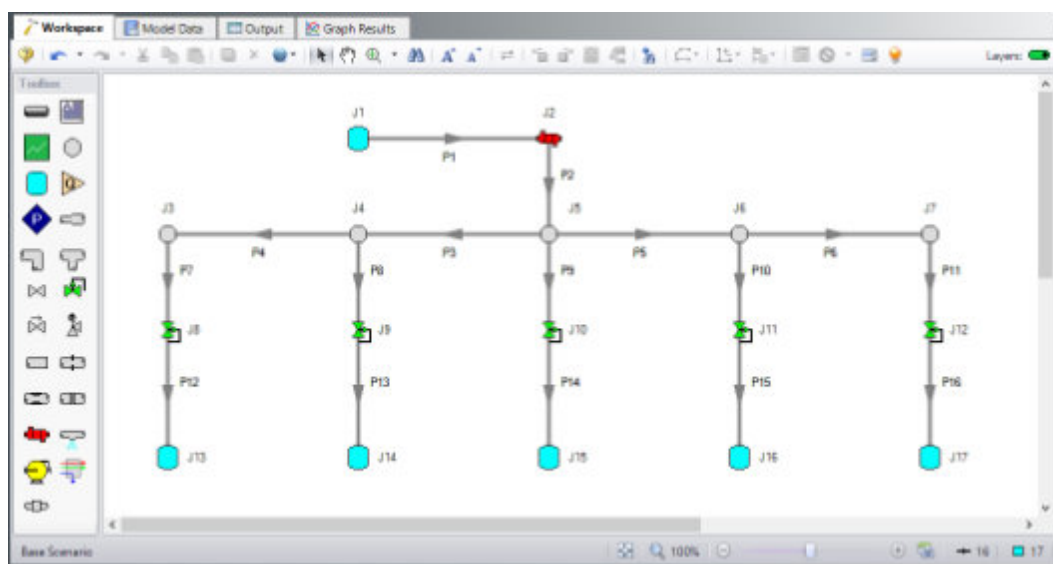 Workspace Model Data Output Graph Results
Layers:
Toolbox
J1 J2
P1
P2
J3 J4 J5 J6 J7
P4 P3 P5 P6
P7 P8 P9 P10 P11
J8 J9 J10 J11 J12
P12 P13 P14 P15 P16
J13 J14 J15 J16 J17
Base Scenario 100% 16 17